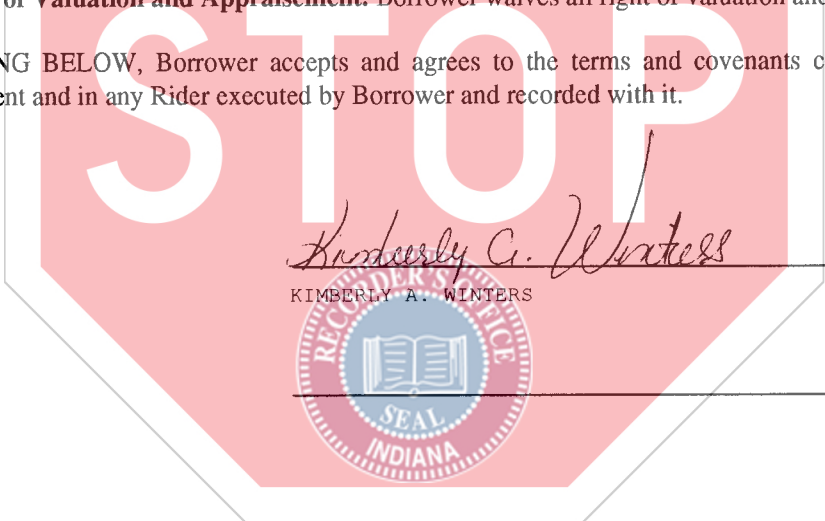 of Valuation and Appraisement. Borrower waives all right of valuation and
NG BELOW, Borrower accepts and agrees to the terms and covenants c
ent and in any Rider executed by Borrower and recorded with it.
STOP
Kimberly A. Winters
KIMBERLY A. WINTERS
RECORDER'S OFFICE
SEAL
INDIANA